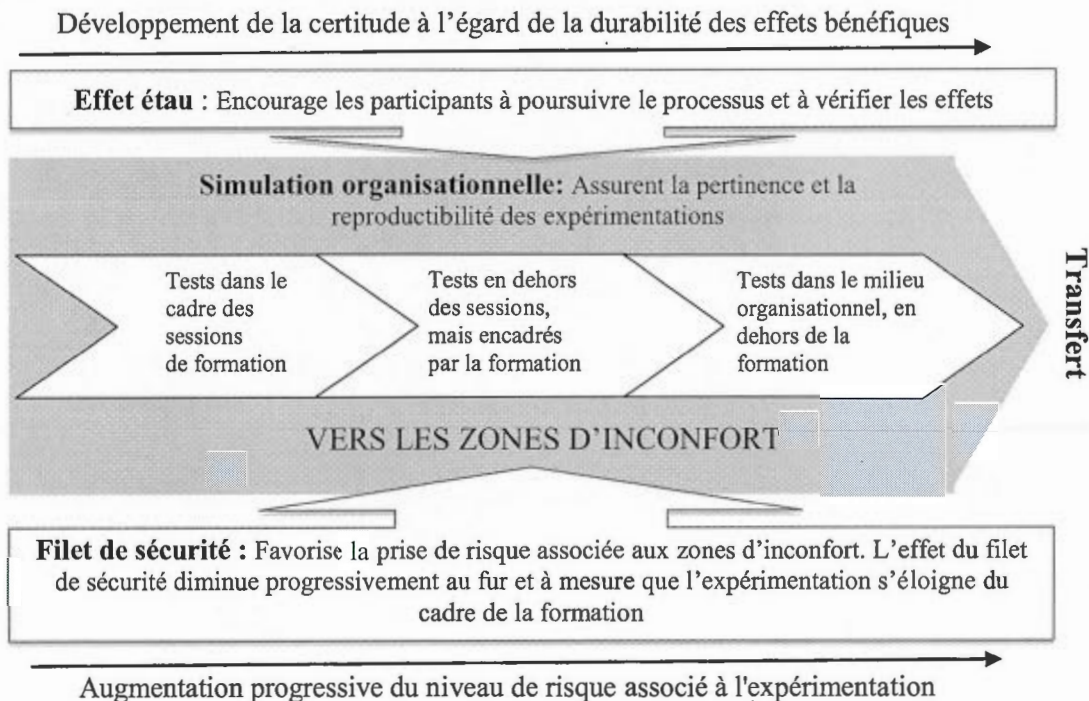 Développement de la certitude à l'égard de la durabilité des effets bénéfiques
Effet étau : Encourage les participants à poursuivre le processus et à vérifier les effets
Simulation organisationnelle: Assurent la pertinence et la
reproductibilité des expérimentations
Tests dans le
cadre des
sessions
de formation
Tests en dehors
des sessions,
mais encadrés
par la formation
Tests dans le milieu
organisationnel, en
dehors de la
formation
Transfert
VERS LES ZONES D'INCONFORT
Filet de sécurité : Favorise la prise de risque associée aux zones d'inconfort. L'effet du filet
de sécurité diminue progressivement au fur et à mesure que l'expérimentation s'éloigne du
cadre de la formation
Augmentation progressive du niveau de risque associé à l'expérimentation